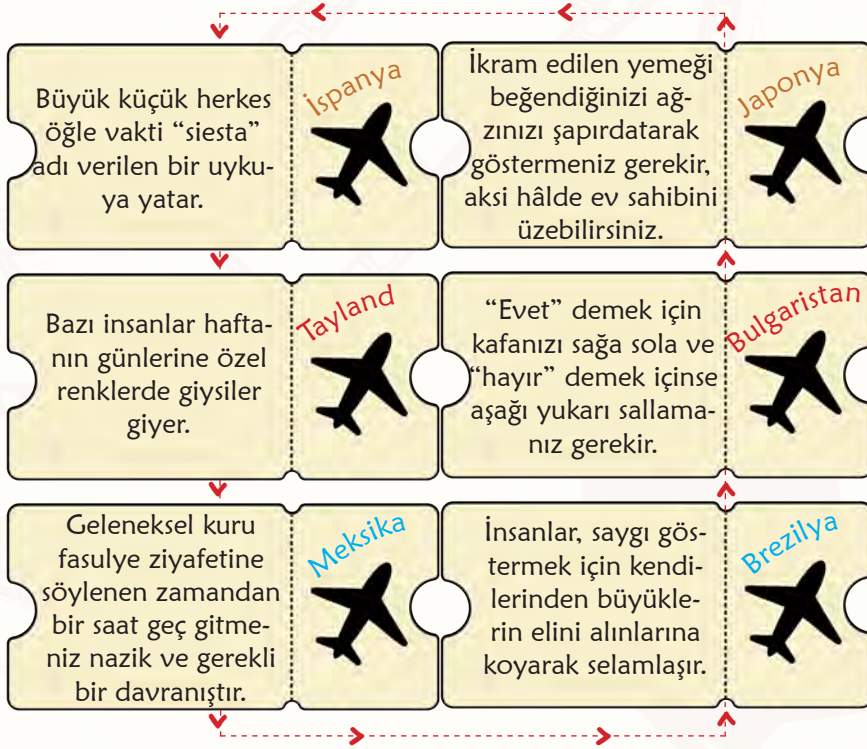 Büyük küçük herkes
öğle vakti “siesta”
adı verilen bir uyku-
ya yatar.
İspanya
İkram edilen yemeği
beğendiğinizi ağ-
zınızı şapırdatarak
göstermeniz gerekir,
aksi hâlde ev sahibini
üzebilirsiniz.
Japonya
Bazı insanlar hafta-
nın günlerine özel
renklerde giysiler
giyer.
Tayland
“Evet” demek için
kafanızı sağa sola ve
“hayır” demek içinse
aşağı yukarı sallama-
nız gerekir.
Bulgaristan
Geleneksel kuru
fasulye ziyafetine
söylenen zamandan
bir saat geç gitme-
niz nazik ve gerekli
bir davranıştır.
Meksika
İnsanlar, saygı gös-
termek için kendi-
lerinden büyükle-
rin elini alınlarına
koyarak selamlaşır.
Brezilya